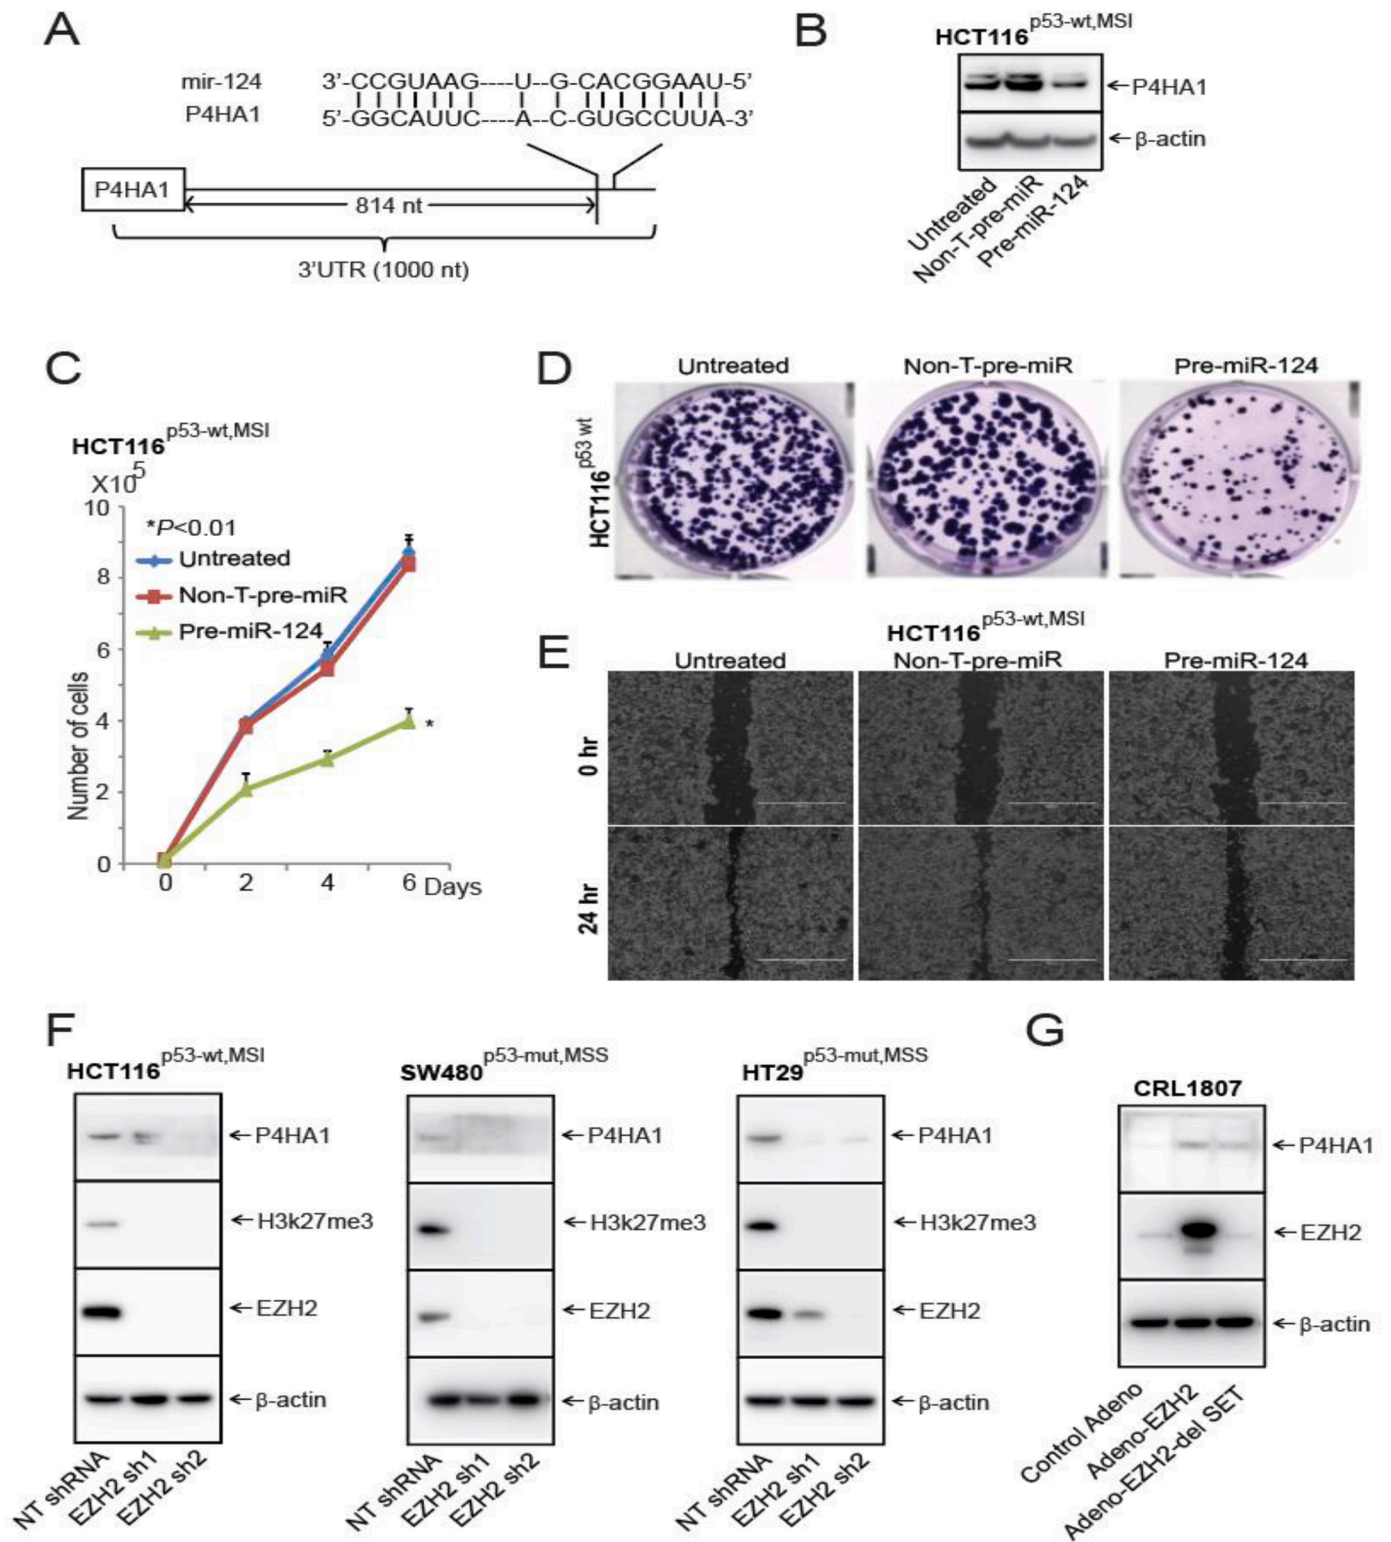 A
mir-124 3'-CCGUAAG----U--G-CACGGAAU-5'
P4HA1 5'-GGCAUUC----A--C-GUGCCUUA-3'
P4HA1
814 nt
3'UTR (1000 nt)
B
HCT116p53-wt,MSI
P4HA1
β-actin
Untreated
Non-T-pre-miR
Pre-miR-124
C
HCT116p53-wt,MSI
X105
*P<0.01
Untreated
Non-T-pre-miR
Pre-miR-124
Number of cells
10
8
6
4
2
0
*
0 2 4 6 Days
D
Untreated Non-T-pre-miR Pre-miR-124
HCT116p53 wt
E
HCT116p53-wt,MSI
Untreated Non-T-pre-miR Pre-miR-124
0 hr
24 hr
F
HCT116p53-wt,MSI
P4HA1
H3k27me3
EZH2
β-actin
NT shRNA
EZH2 sh1
EZH2 sh2
SW480p53-mut,MSS
P4HA1
H3k27me3
EZH2
β-actin
NT shRNA
EZH2 sh1
EZH2 sh2
HT29p53-mut,MSS
P4HA1
H3k27me3
EZH2
β-actin
NT shRNA
EZH2 sh1
EZH2 sh2
G
CRL1807
P4HA1
EZH2
β-actin
Control Adeno
Adeno-EZH2
Adeno-EZH2-del SET